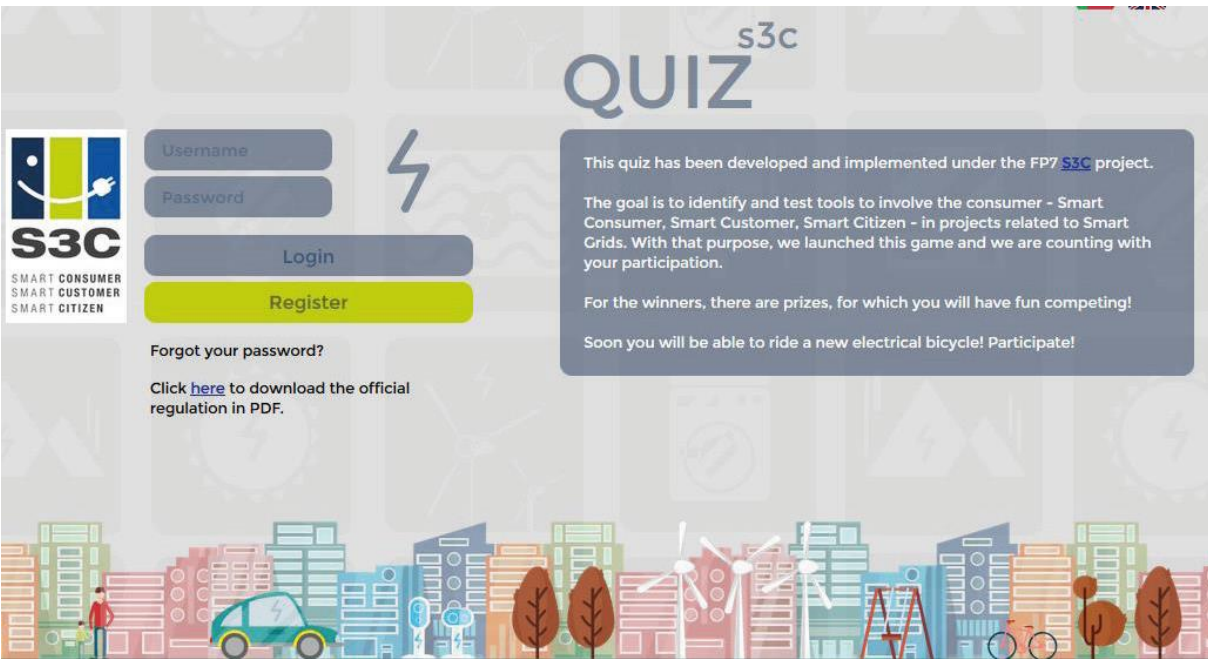 s3c
QUIZ
Username
Password
Login
Register
Forgot your password?
Click here to download the official
regulation in PDF.
S3C
SMART CONSUMER
SMART CUSTOMER
SMART CITIZEN
This quiz has been developed and implemented under the FP7 S3C project.
The goal is to identify and test tools to involve the consumer - Smart
Consumer, Smart Customer, Smart Citizen - in projects related to Smart
Grids. With that purpose, we launched this game and we are counting with
your participation.
For the winners, there are prizes, for which you will have fun competing!
Soon you will be able to ride a new electrical bicycle! Participate!